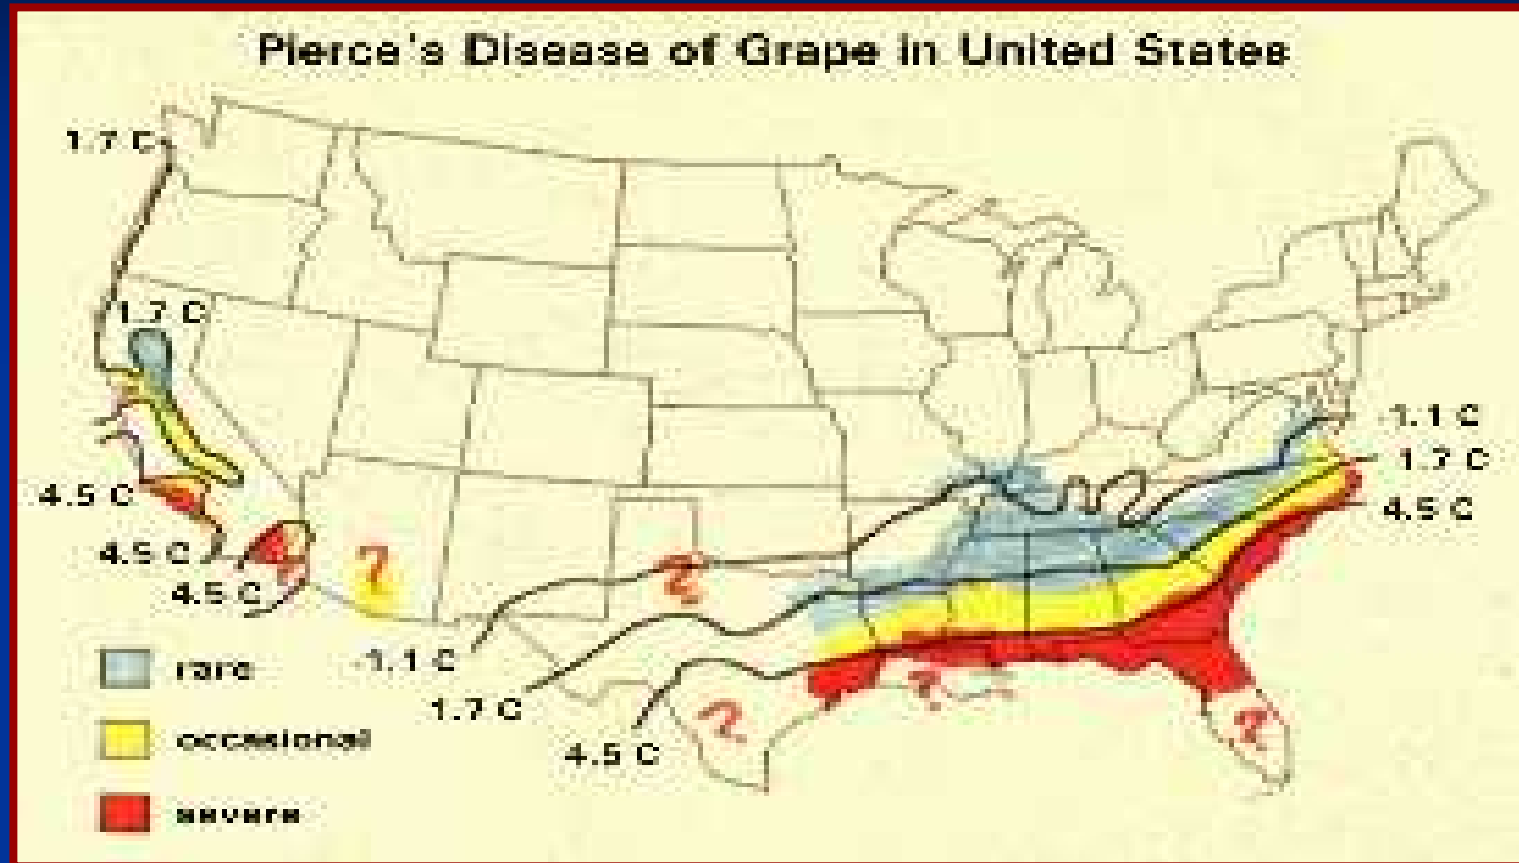 Pierce's Disease of Grape in United States
1.7 C
1.7 C
-1.1 C
1.7 C
4.5 C
4.5 C
4.5 C
?
?
4.5 C
-1.1 C
rare
1.7 C
?
?
?
occasional
4.5 C
severe